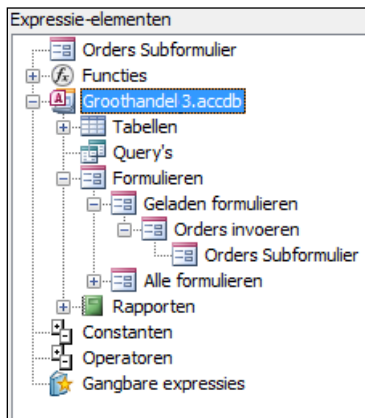 Expressie-elementen
Orders Subformulier
Functies
Groothandel 3.accdb
Tabellen
Query's
Formulieren
Geladen formulieren
Orders invoeren
Orders Subformulier
Alle formulieren
Rapporten
Constanten
Operatoren
Gangbare expressies